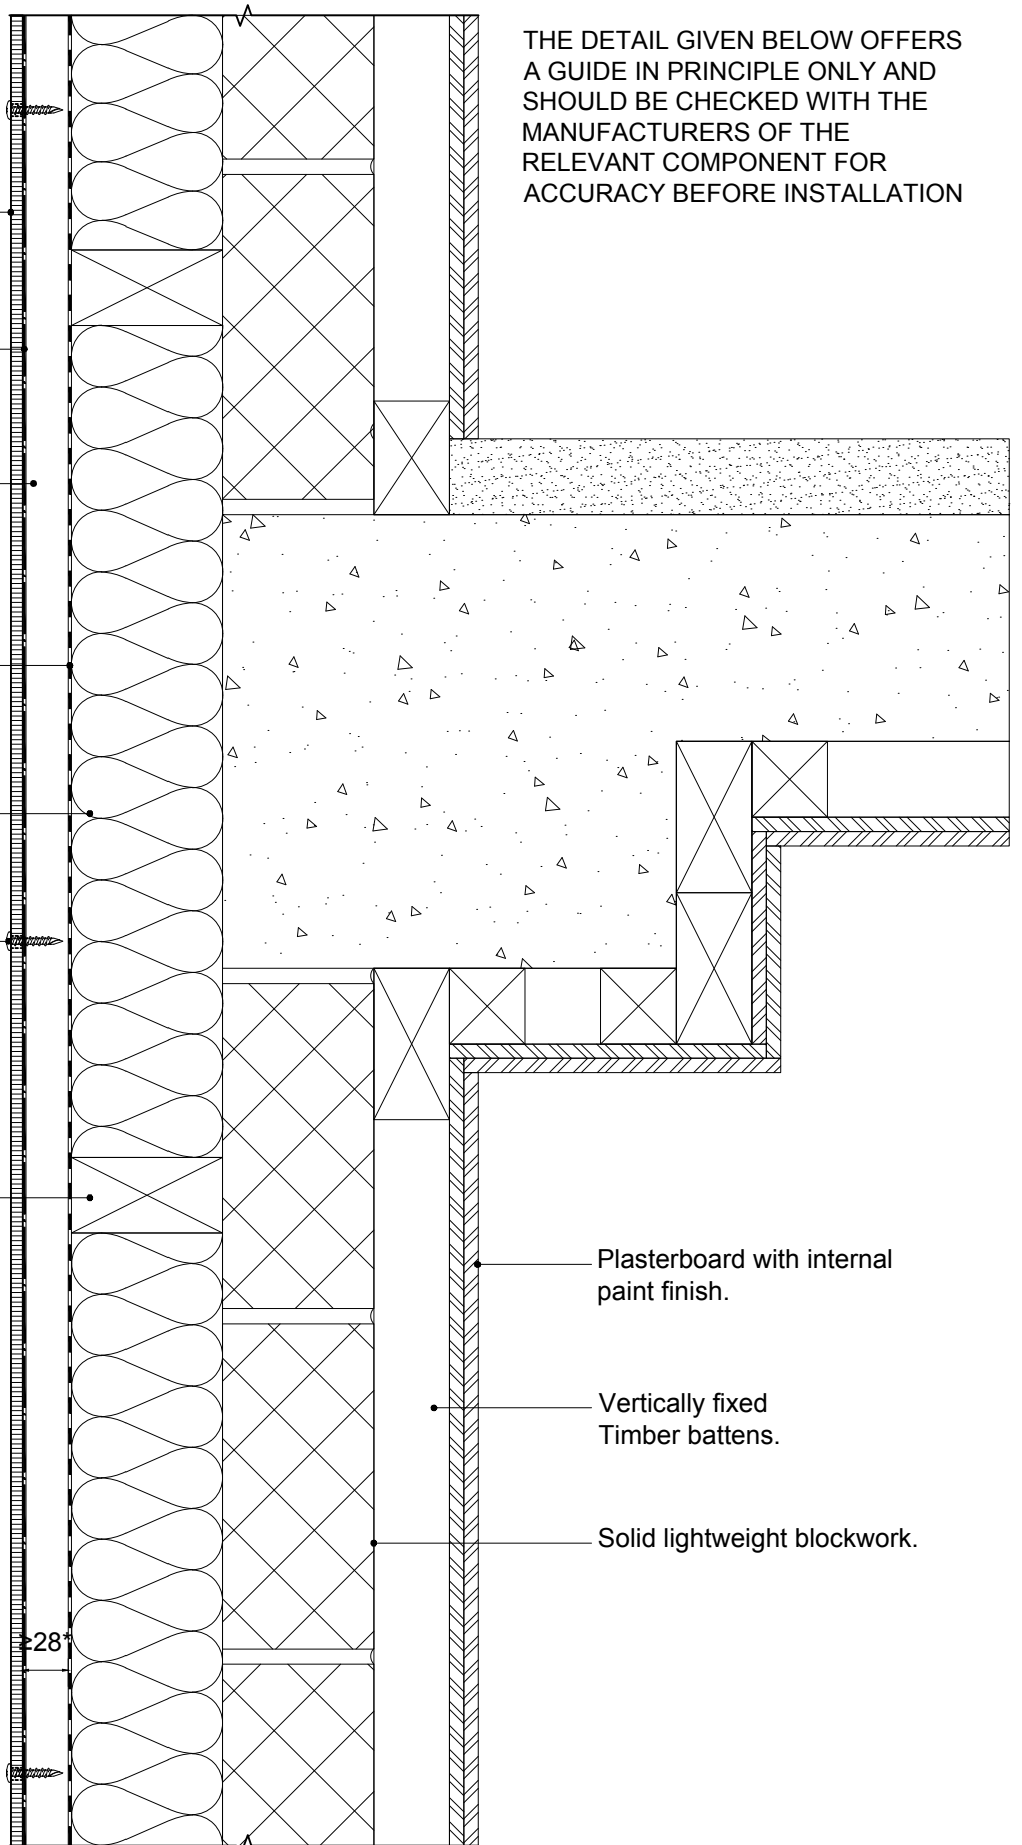 THE DETAIL GIVEN BELOW OFFERS
A GUIDE IN PRINCIPLE ONLY AND
SHOULD BE CHECKED WITH THE
MANUFACTURERS OF THE
RELEVANT COMPONENT FOR
ACCURACY BEFORE INSTALLATION
Plasterboard with internal
paint finish.
Vertically fixed
Timber battens.
Solid lightweight blockwork.
≥28*